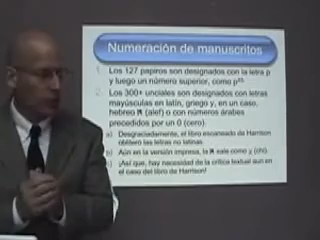 Numeración de manuscritos
1. Los 127 papiros son designados con la letra p
y luego un número superior, como p⁴⁵.
2. Los 300+ unciales son designados con letras
mayúsculas en latín, griego y, en un caso,
hebreo ℵ (alef) o con números árabes
precedidos por un 0 (cero).
a) Desgraciadamente, el libro escaneado de Harrison
obliteró las letras no latinas.
b) Aún en la versión impresa, la ℵ sale como χ (chi).
c) ¡Así que, hay necesidad de la crítica textual aun en
el caso del libro de Harrison!